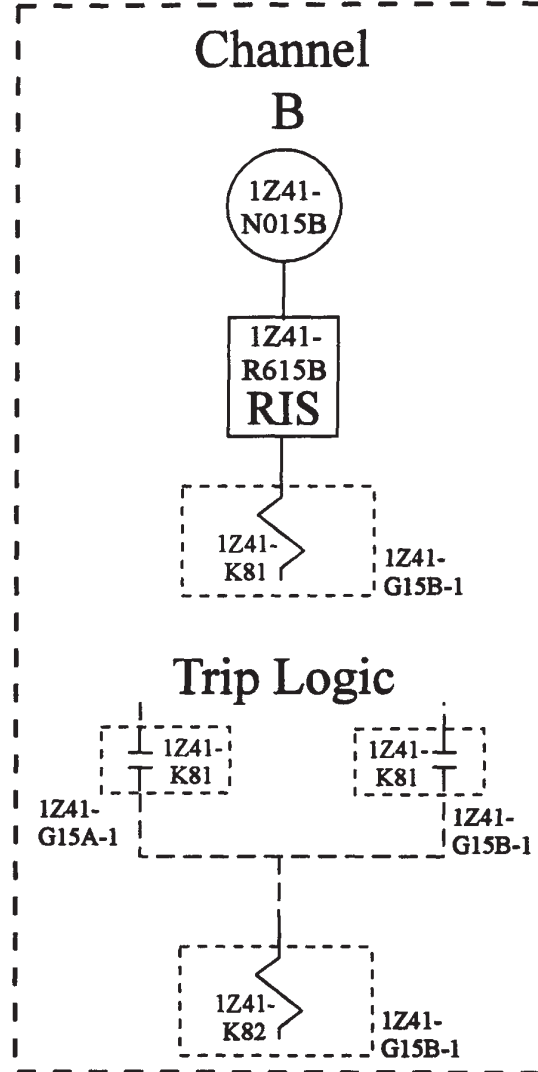 Channel
B
1Z41-
N015B
1Z41-
R615B
RIS
1Z41-
K81
1Z41-
G15B-1
Trip Logic
1Z41-
K81
1Z41-
K81
1Z41-
G15A-1
1Z41-
G15B-1
1Z41-
K82
1Z41-
G15B-1